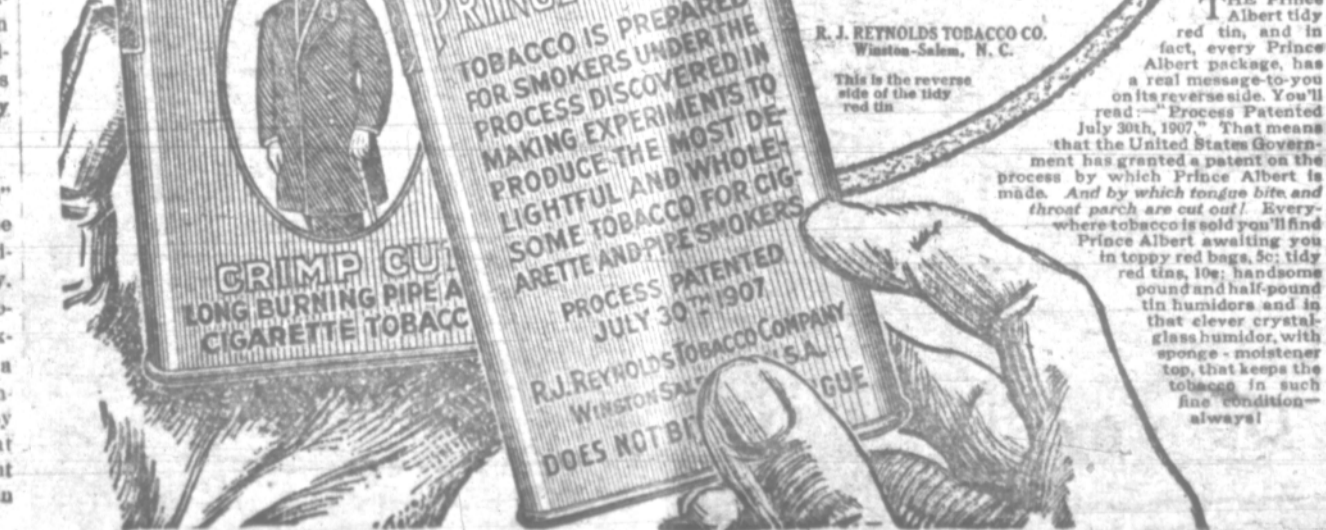 CRIMP CU
LONG BURNING PIPE A
CIGARETTE TOBACC
PRINCE
TOBACCO IS PREPARED
FOR SMOKERS UNDER THE
PROCESS DISCOVERED IN
MAKING EXPERIMENTS TO
PRODUCE THE MOST DE-
LIGHTFUL AND WHOLE-
SOME TOBACCO FOR CIG-
ARETTE AND PIPE SMOKERS
PROCESS PATENTED
JULY 30TH 1907
R.J. REYNOLDS TOBACCO COMPANY
WINSTON SAL S.A.
DOES NOT BIT GUE
R. J. REYNOLDS TOBACCO CO.
Winston-Salem, N. C.
This is the reverse
side of the tidy
red tin
THE Prince
Albert tidy
red tin, and in
fact, every Prince
Albert package, has
a real message-to-you
on its reverse side. You'll
read:—"Process Patented
July 30th, 1907." That means
that the United States Govern-
ment has granted a patent on the
process by which Prince Albert is
made. And by which tongue bite and
throat parch are cut out! Every-
where tobacco is sold you'll find
Prince Albert awaiting you
in toppy red bags, 5c; tidy
red tins, 10c; handsome
pound and half-pound
tin humidors and in
that clever crystal-
glass humidor, with
sponge-moistener
top, that keeps the
tobacco in such
fine condition—
always!